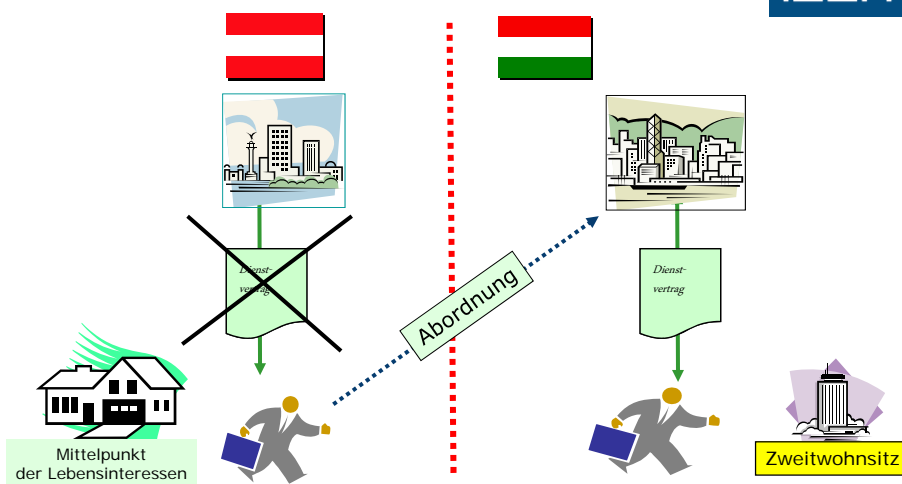 Dienst-
vertrag
Abordnung
Dienst-
vertrag
Mittelpunkt
der Lebensinteressen
Zweitwohnsitz